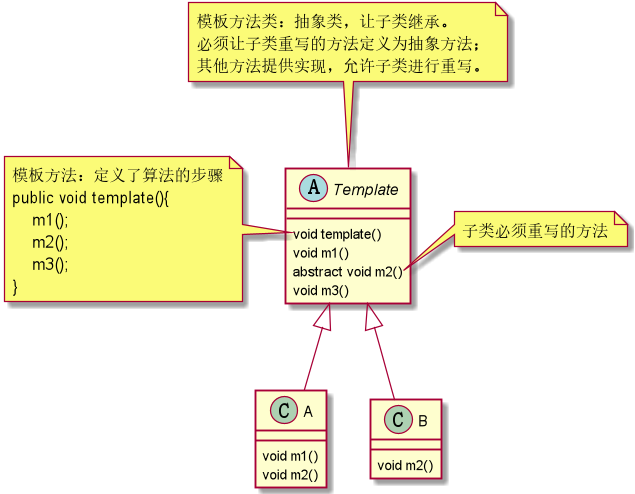 模板方法类：抽象类，让子类继承。
必须让子类重写的方法定义为抽象方法；
其他方法提供实现，允许子类进行重写。
模板方法：定义了算法的步骤
public void template(){
m1();
m2();
m3();
}
A Template
void template()
void m1()
abstract void m2()
void m3()
子类必须重写的方法
C A
void m1()
void m2()
C B
void m2()